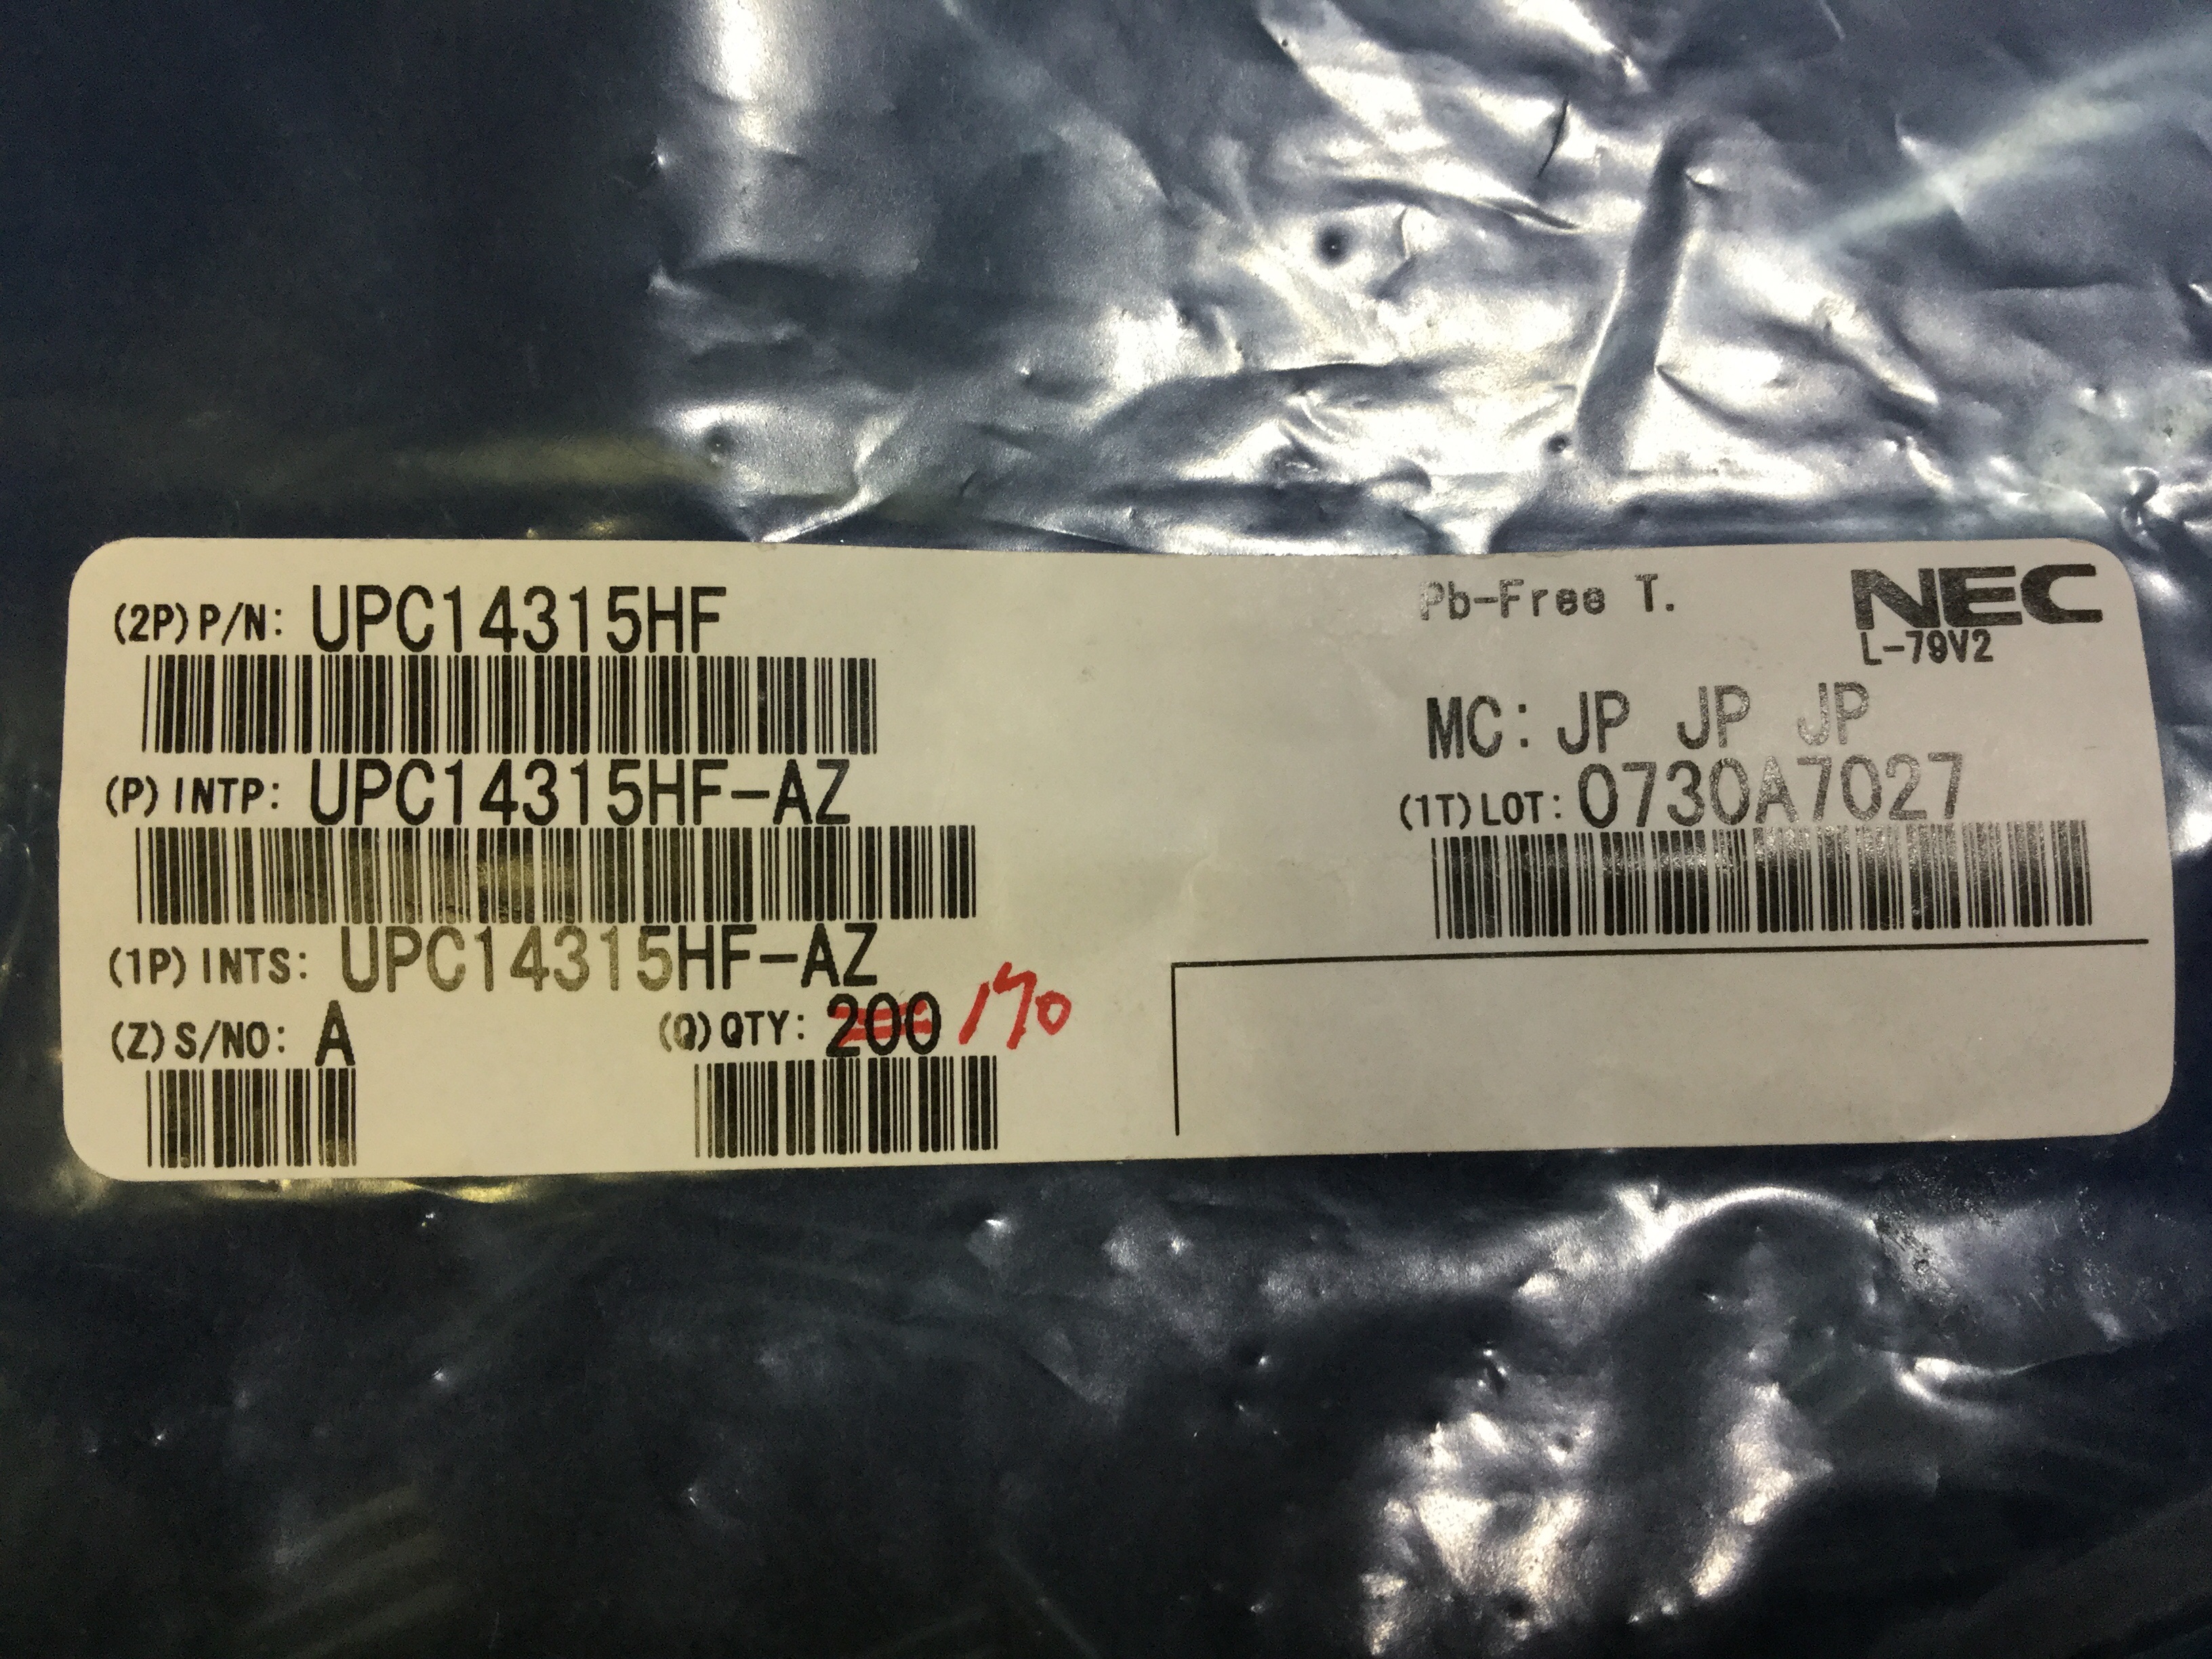 (2P) P/N: UPC14315HF
Pb-Free T.
NEC
L-79V2
(P) INTP: UPC14315HF-AZ
MC: JP JP JP
(1T) LOT: 0730A7027
(1P) INTS: UPC14315HF-AZ
(Z) S/NO: A
(Q) QTY: 200 170